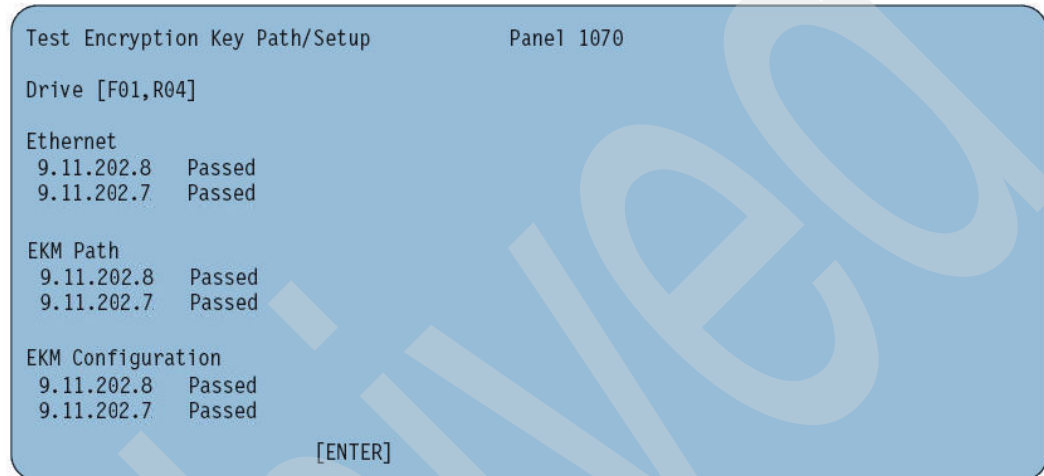 Test Encryption Key Path/Setup Panel 1070
Drive [F01,R04]
Ethernet
9.11.202.8 Passed
9.11.202.7 Passed
EKM Path
9.11.202.8 Passed
9.11.202.7 Passed
EKM Configuration
9.11.202.8 Passed
9.11.202.7 Passed
[ENTER]